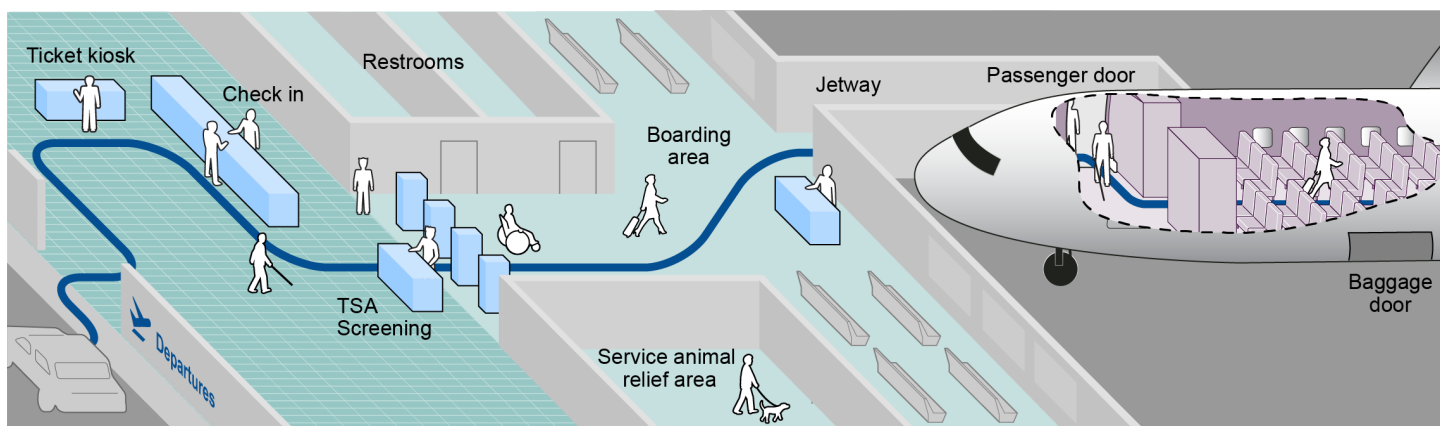 Ticket kiosk
Check in
Restrooms
Boarding
area
Jetway
Passenger door
TSA
Screening
Departures
Service animal
relief area
Baggage
door